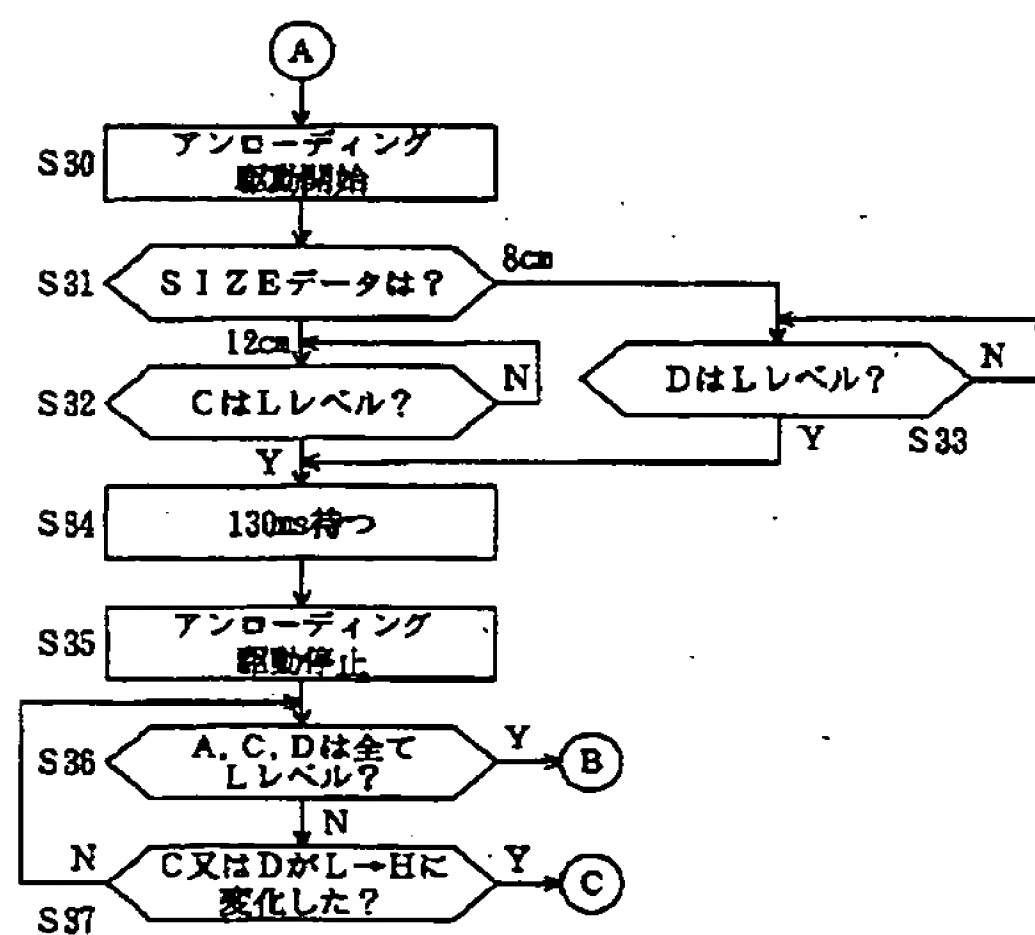 A
S30
アンローディング
駆動開始
S31
SIZEデータは?
8cm
12cm
S32
CはLレベル?
N
DはLレベル?
N
S33
Y
Y
S34
130ms待つ
S35
アンローディング
駆動停止
S36
A,C,Dは全て
Lレベル?
Y
B
N
S37
C又はDがL→Hに
変化した?
N
Y
C